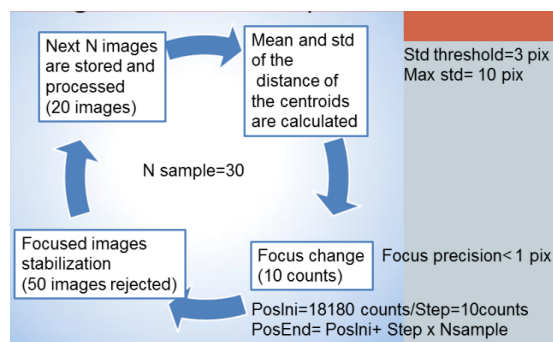 Next N images
are stored and
processed
(20 images)
Mean and std
of the
distance of
the centroids
are calculated
Std threshold=3 pix
Max std= 10 pix
N sample=30
Focused images
stabilization
(50 images rejected)
Focus change
(10 counts)
Focus precision< 1 pix
PosIni=18180 counts/Step=10counts
PosEnd= PosIni+ Step x Nsample